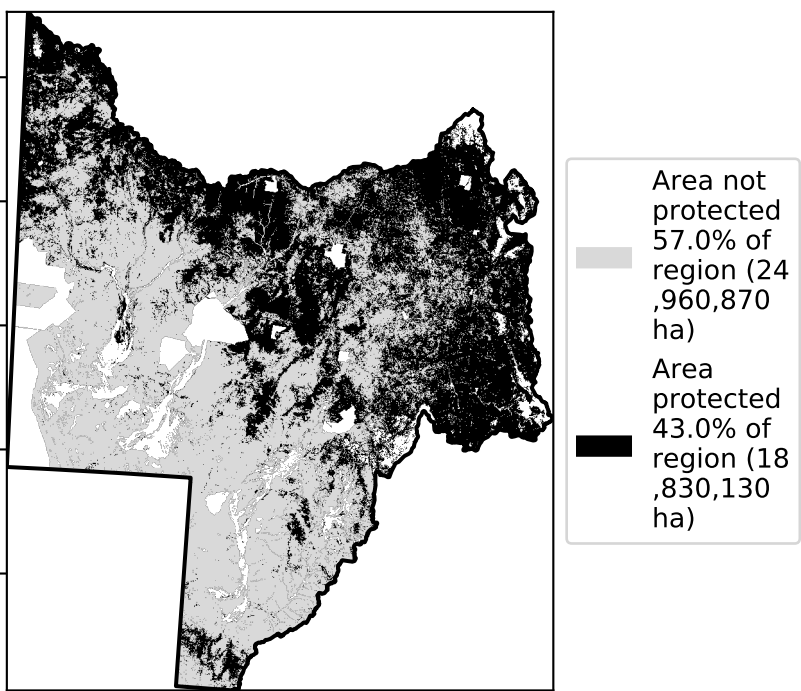 Area not
protected
57.0% of
region (24
,960,870
ha)
Area
protected
43.0% of
region (18
,830,130
ha)